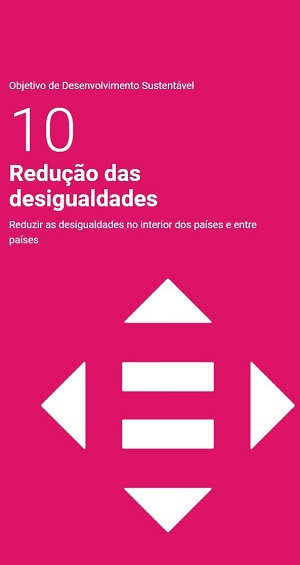 Objetivo de Desenvolvimento Sustentável
10
Redução das
desigualdades
Reduzir as desigualdades no interior dos países e entre
países